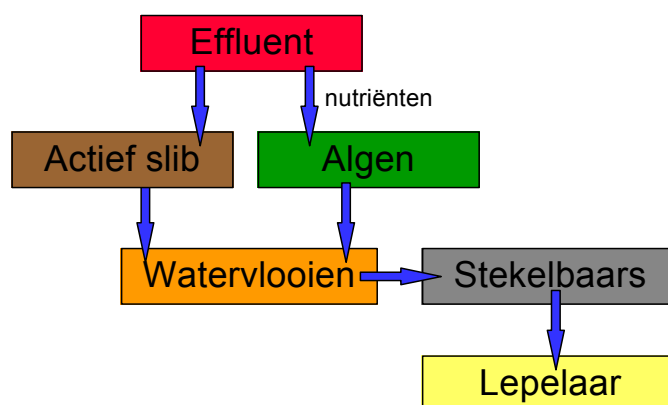 Effluent
nutriënten
Actief slib
Algen
Watervlooien
Stekelbaars
Lepelaar